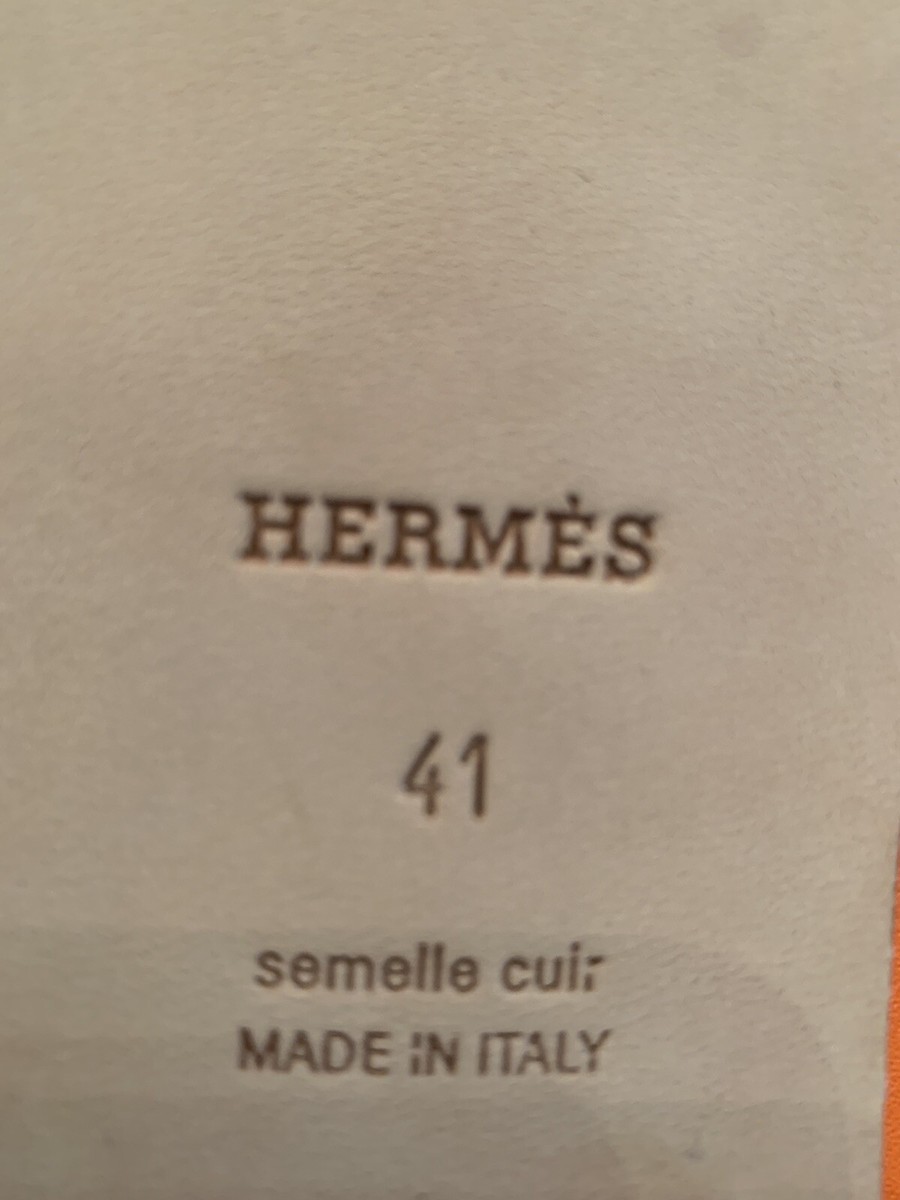 HERMÈS
41
semelle cuir
MADE IN ITALY